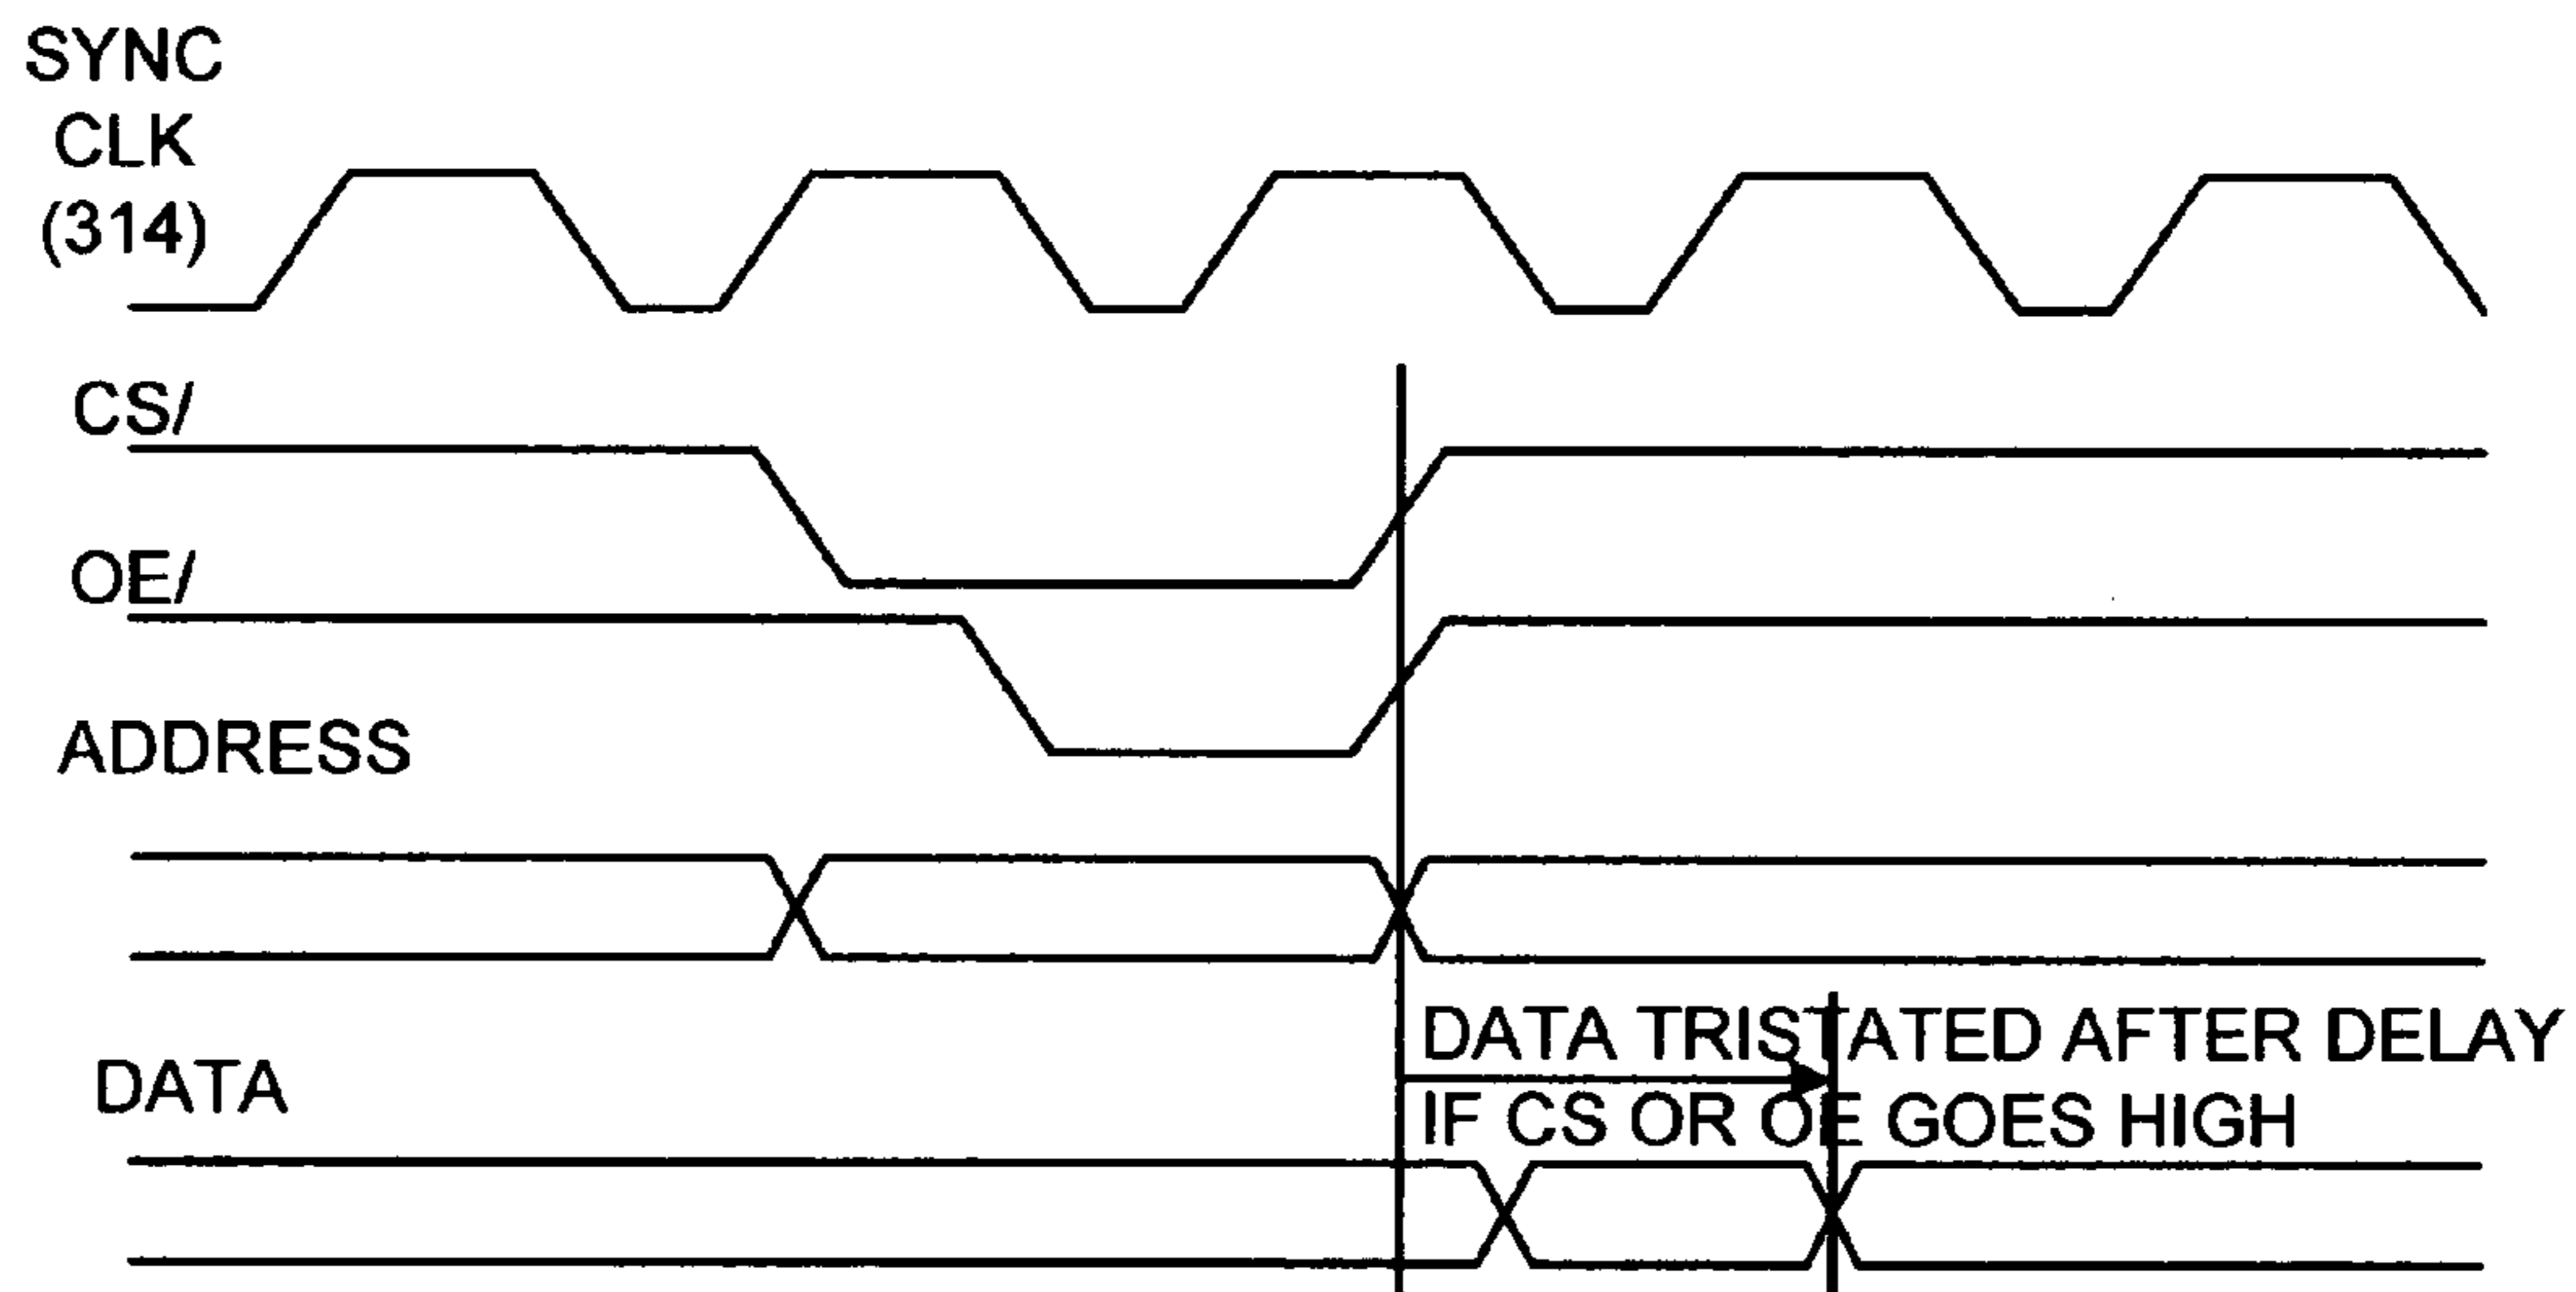 SYNC
CLK
(314)
CS/
OE/
ADDRESS
DATA TRISTATED AFTER DELAY
IF CS OR OE GOES HIGH
DATA